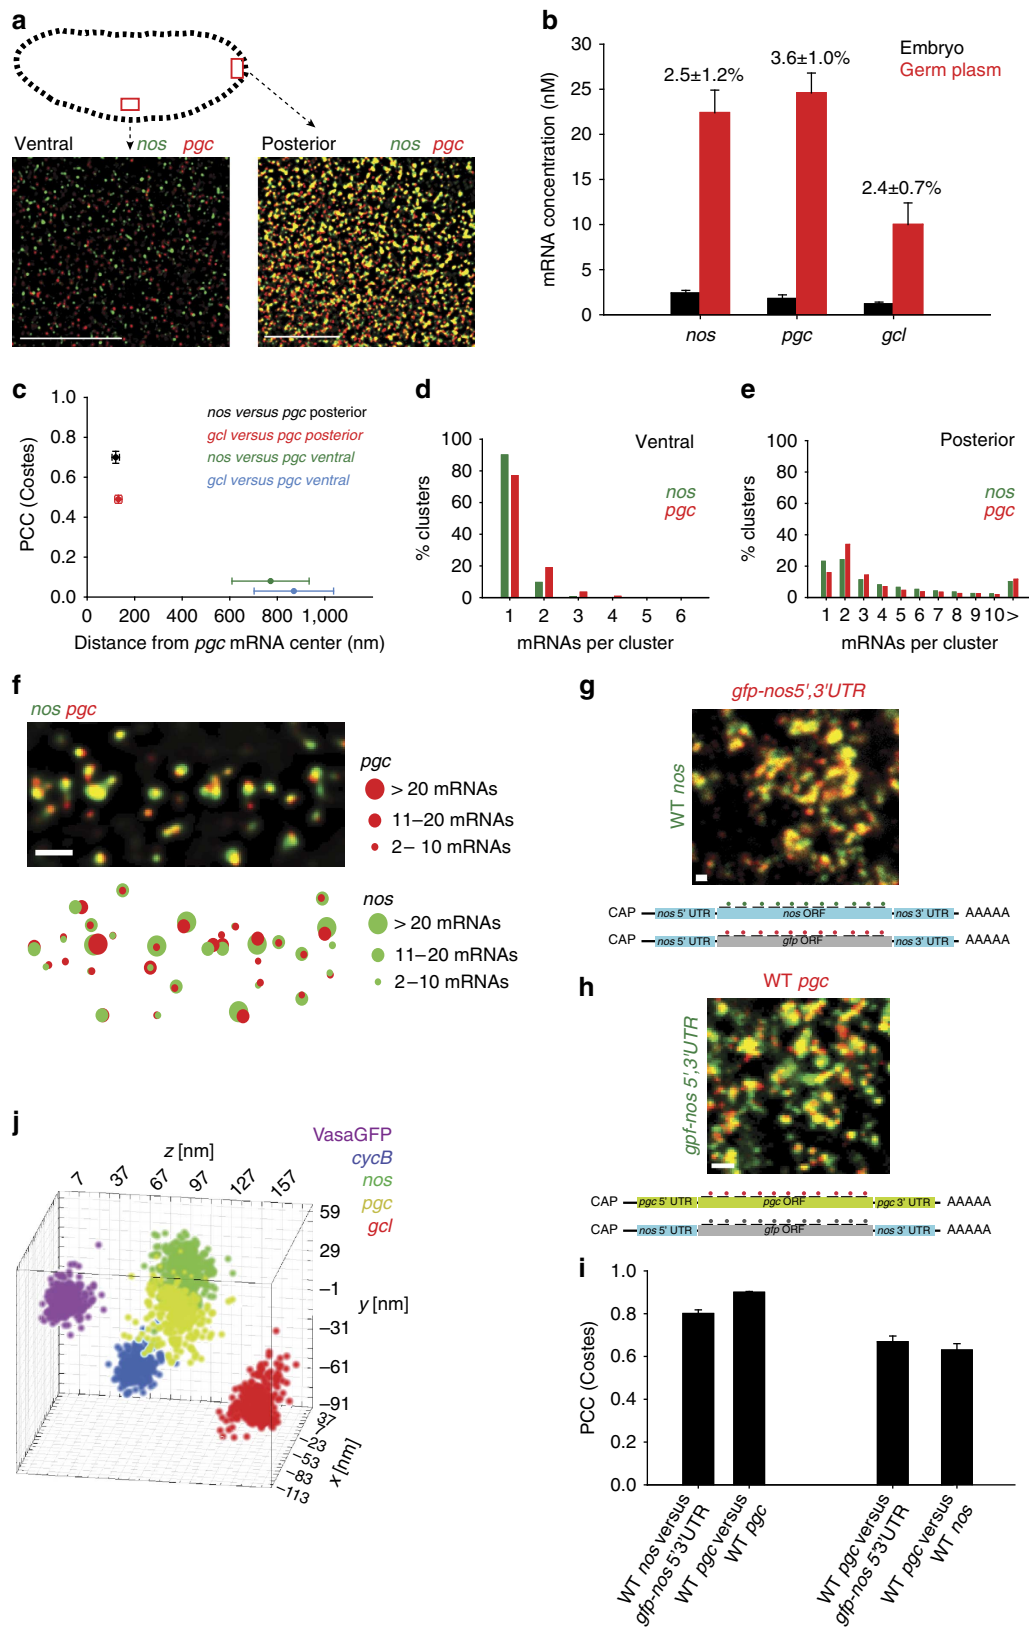 a
Ventral nos pgc
Posterior nos pgc
b
mRNA concentration (nM)
30
25
20
15
10
5
0
2.5±1.2%
3.6±1.0%
2.4±0.7%
Embryo
Germ plasm
nos pgc gcl
c
PCC (Costes)
1.0
0.8
0.6
0.4
0.2
0.0
nos versus pgc posterior
gcl versus pgc posterior
nos versus pgc ventral
gcl versus pgc ventral
0 200 400 600 800 1,000
Distance from pgc mRNA center (nm)
d
% clusters
100
80
60
40
20
0
Ventral
nos
pgc
1 2 3 4 5 6
mRNAs per cluster
e
% clusters
100
80
60
40
20
0
Posterior
nos
pgc
1 2 3 4 5 6 7 8 9 10 >
mRNAs per cluster
f
nos pgc
pgc
> 20 mRNAs
11–20 mRNAs
2– 10 mRNAs
nos
> 20 mRNAs
11–20 mRNAs
2–10 mRNAs
g
gfp-nos5',3'UTR
WT nos
CAP nos 5' UTR nos ORF nos 3' UTR AAAAA
CAP nos 5' UTR gfp ORF nos 3' UTR AAAAA
h
WT pgc
gpf-nos 5',3'UTR
CAP pgc 5' UTR pgc ORF pgc 3' UTR AAAAA
CAP nos 5' UTR gfp ORF nos 3' UTR AAAAA
i
PCC (Costes)
1.0
0.8
0.6
0.4
0.2
0.0
WT nos versus
gfp-nos 5'3'UTR
WT pgc versus
WT pgc
WT pgc versus
gfp-nos 5'3'UTR
WT pgc versus
WT nos
j
VasaGFP
cycB
nos
pgc
gcl
z [nm]
7 37 67 97 127 157
59
29
–1
–31
–61
–91
y [nm]
37
7
–23
–53
–83
–113
x [nm]